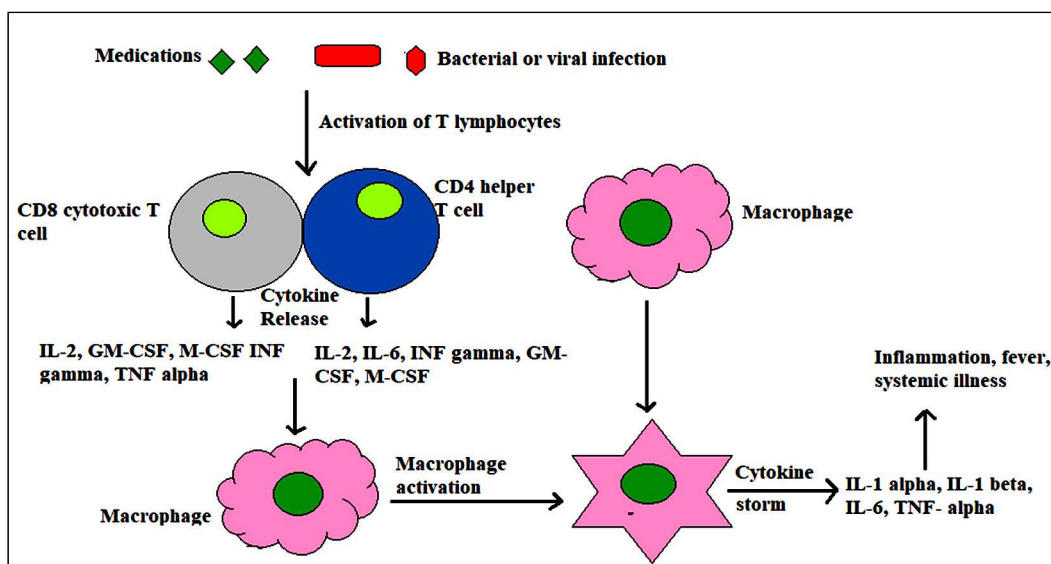 Medications
Bacterial or viral infection
Activation of T lymphocytes
CD8 cytotoxic T
cell
CD4 helper
T cell
Macrophage
Cytokine
Release
IL-2, GM-CSF, M-CSF INF
gamma, TNF alpha
IL-2, IL-6, INF gamma, GM-
CSF, M-CSF
Inflammation, fever,
systemic illness
Macrophage
Macrophage
activation
Cytokine
storm
IL-1 alpha, IL-1 beta,
IL-6, TNF- alpha